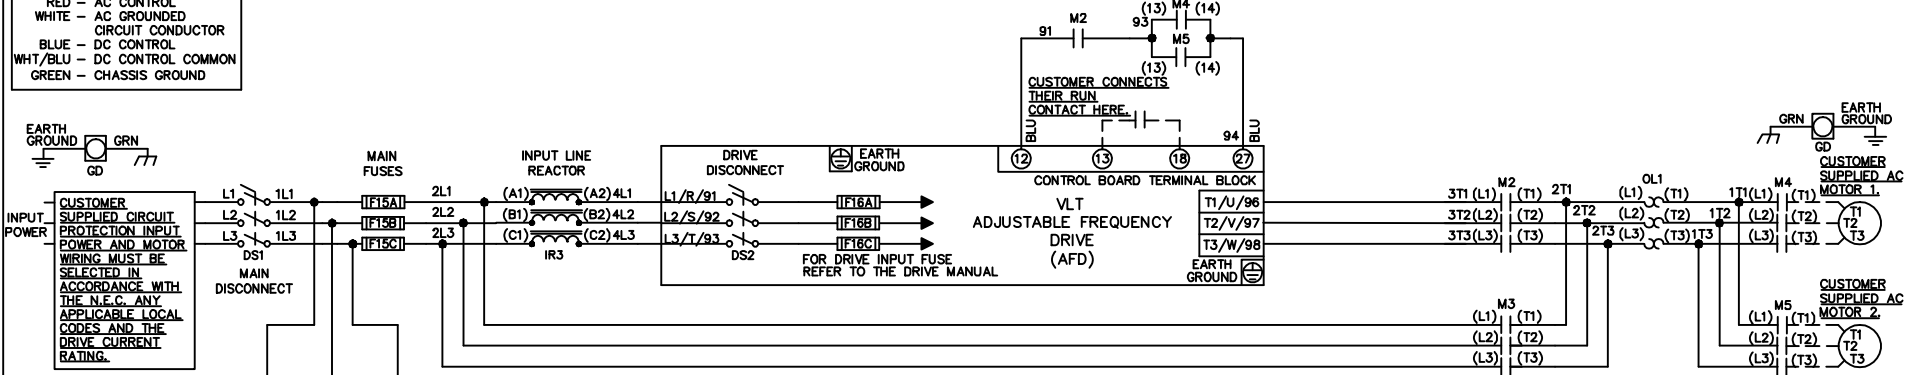 RED – AC CONTROL
WHITE – AC GROUNDED
CIRCUIT CONDUCTOR
BLUE – DC CONTROL
WHT/BLU – DC CONTROL COMMON
GREEN – CHASSIS GROUND
(13) M4 (14)
91 M2 93
M5
(13) (14)
CUSTOMER CONNECTS
THEIR RUN
CONTACT HERE.
BLU
94 BLU
12 13 18 27
CONTROL BOARD TERMINAL BLOCK
EARTH
GROUND
GRN
GD
INPUT
POWER
CUSTOMER
SUPPLIED CIRCUIT
PROTECTION INPUT
POWER AND MOTOR
WIRING MUST BE
SELECTED IN
ACCORDANCE WITH
THE N.E.C. ANY
APPLICABLE LOCAL
CODES AND THE
DRIVE CURRENT
RATING.
L1 1L1
L2 1L2
L3 1L3
DS1
MAIN
DISCONNECT
MAIN
FUSES
F15A
F15B
F15C
2L1
2L2
2L3
INPUT LINE
REACTOR
(A1) (A2) 4L1
(B1) (B2) 4L2
(C1) (C2) 4L3
IR3
L1/R/91
L2/S/92
L3/T/93
DRIVE
DISCONNECT
DS2
EARTH
GROUND
F16A
F16B
F16C
FOR DRIVE INPUT FUSE
REFER TO THE DRIVE MANUAL
VLT
ADJUSTABLE FREQUENCY
DRIVE
(AFD)
T1/U/96
T2/V/97
T3/W/98
EARTH
GROUND
M2
3T1 (L1) (T1) 2T1
3T2 (L2) (T2) 2T2
3T3 (L3) (T3) 2T3
M3
(L1) (T1)
(L2) (T2)
(L3) (T3)
OL1
(L1) (T1) 1T1
(L2) (T2) 1T2
(L3) (T3) 1T3
GRN
GD
EARTH
GROUND
CUSTOMER
SUPPLIED AC
MOTOR 1.
M4
(L1) (T1)
(L2) (T2)
(L3) (T3)
T1
T2
T3
CUSTOMER
SUPPLIED AC
MOTOR 2.
M5
(L1) (T1)
(L2) (T2)
(L3) (T3)
T1
T2
T3